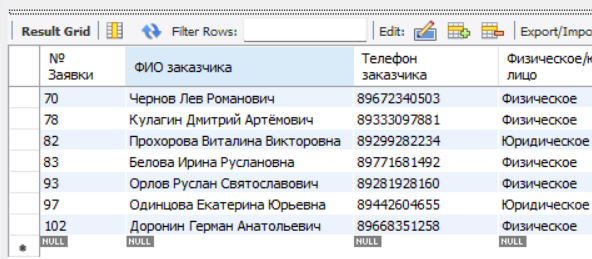 Result Grid Filter Rows: Edit: Export/Impo
№ Заявки ФИО заказчика Телефон заказчика Физическое/ю лицо
70 Чернов Лев Романович 89672340503 Физическое
78 Кулагин Дмитрий Артёмович 89333097881 Физическое
82 Прохорова Виталина Викторовна 89299282234 Юридическое
83 Белова Ирина Руслановна 89771681492 Физическое
93 Орлов Руслан Святославович 89281928160 Физическое
97 Одинцова Екатерина Юрьевна 89442604655 Юридическое
102 Доронин Герман Анатольевич 89668351258 Физическое
NULL NULL NULL NULL